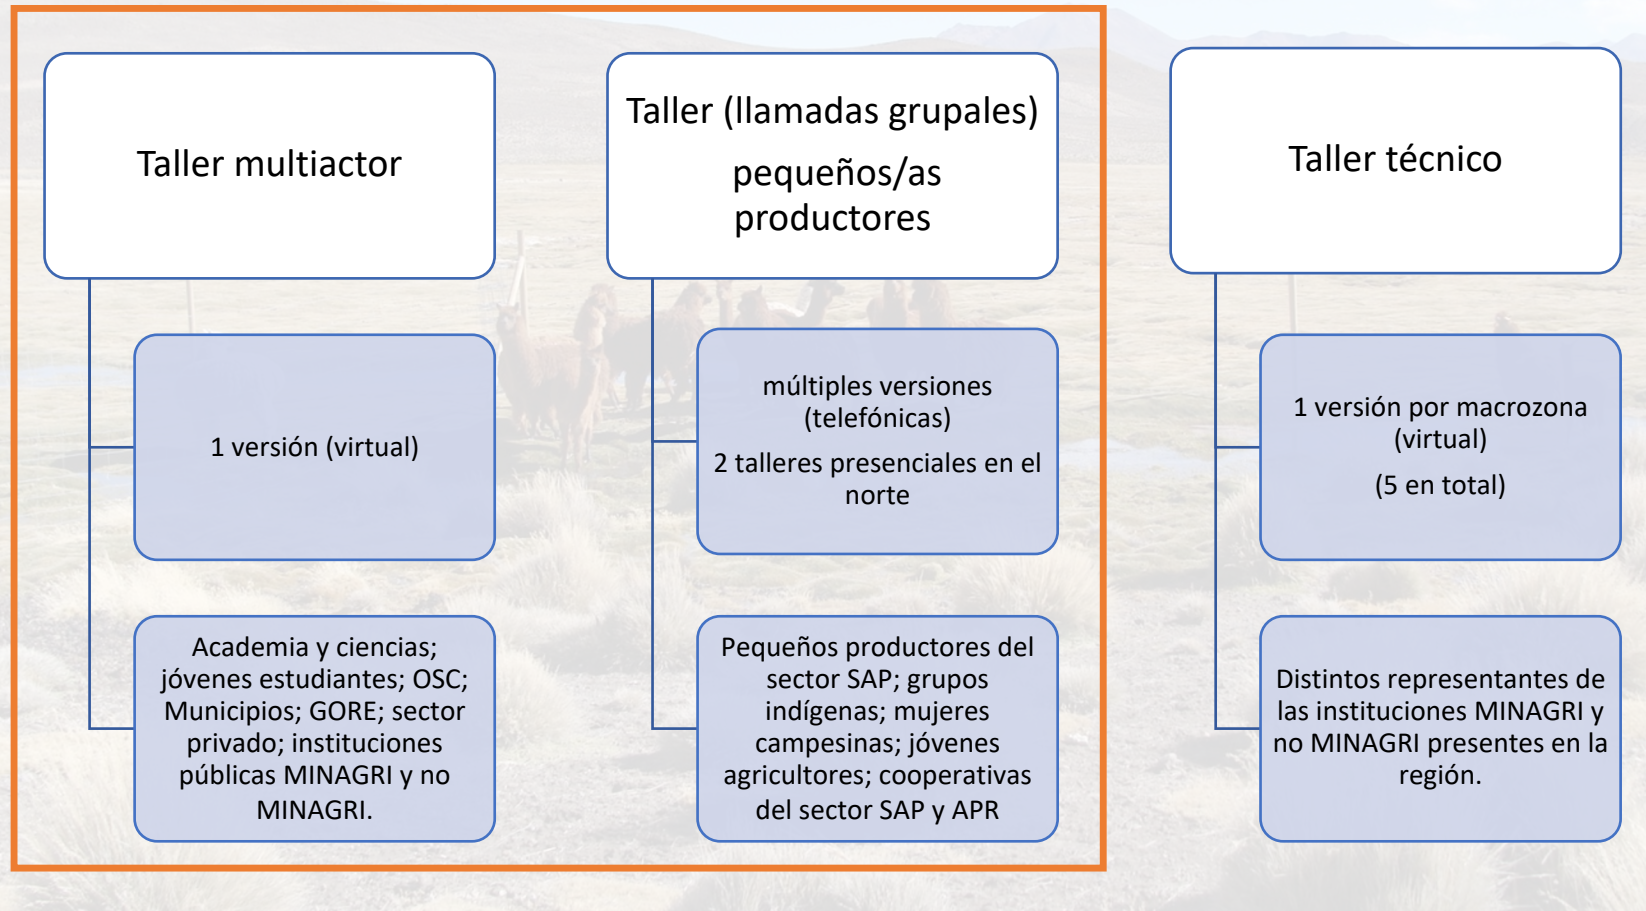 Taller multiactor
1 versión (virtual)
Academia y ciencias;
jóvenes estudiantes; OSC;
Municipios; GORE; sector
privado; instituciones
públicas MINAGRI y no
MINAGRI.
Taller (llamadas grupales)
pequeños/as
productores
múltiples versiones
(telefónicas)
2 talleres presenciales en el
norte
Pequeños productores del
sector SAP; grupos
indígenas; mujeres
campesinas; jóvenes
agricultores; cooperativas
del sector SAP y APR
Taller técnico
1 versión por macrozona
(virtual)
(5 en total)
Distintos representantes de
las instituciones MINAGRI y
no MINAGRI presentes en la
región.